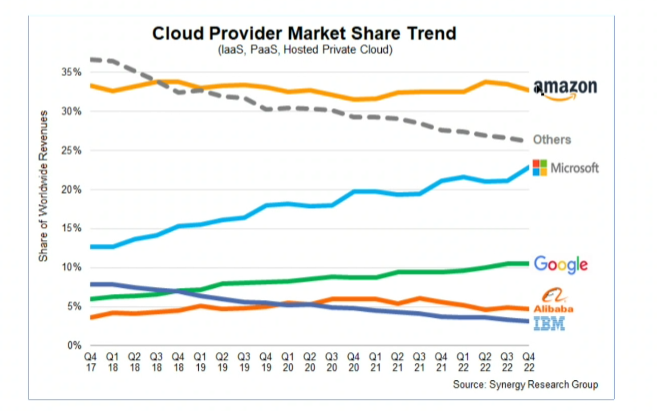 Cloud Provider Market Share Trend
(IaaS, PaaS, Hosted Private Cloud)
Share of Worldwide Revenues
35%
30%
25%
20%
15%
10%
5%
0%
amazon
Others
Microsoft
Google
Alibaba
IBM
Q4 Q1 Q2 Q3 Q4 Q1 Q2 Q3 Q4 Q1 Q2 Q3 Q4 Q1 Q2 Q3 Q4 Q1 Q2 Q3 Q4
17 18 18 18 18 19 19 19 19 20 20 20 20 21 21 21 21 22 22 22 22
Source: Synergy Research Group